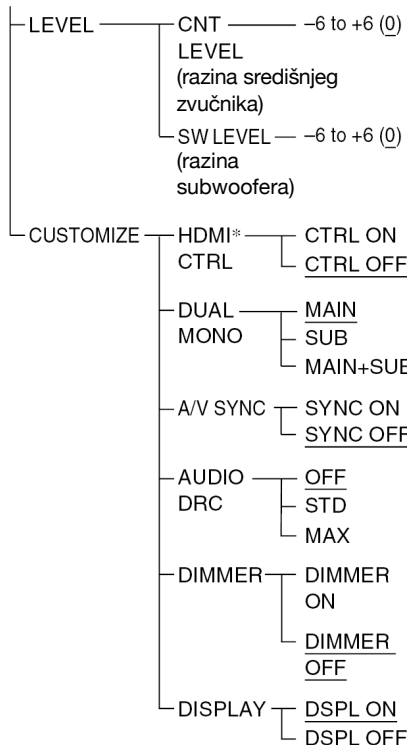 LEVEL CNT –6 to +6 (0)
LEVEL
(razina središnjeg
zvučnika)
SW LEVEL –6 to +6 (0)
(razina
subwoofera)
CUSTOMIZE HDMI* CTRL ON
CTRL CTRL OFF
DUAL MAIN
MONO SUB
MAIN+SUB
A/V SYNC SYNC ON
SYNC OFF
AUDIO OFF
DRC STD
MAX
DIMMER DIMMER
ON
DIMMER
OFF
DISPLAY DSPL ON
DSPL OFF